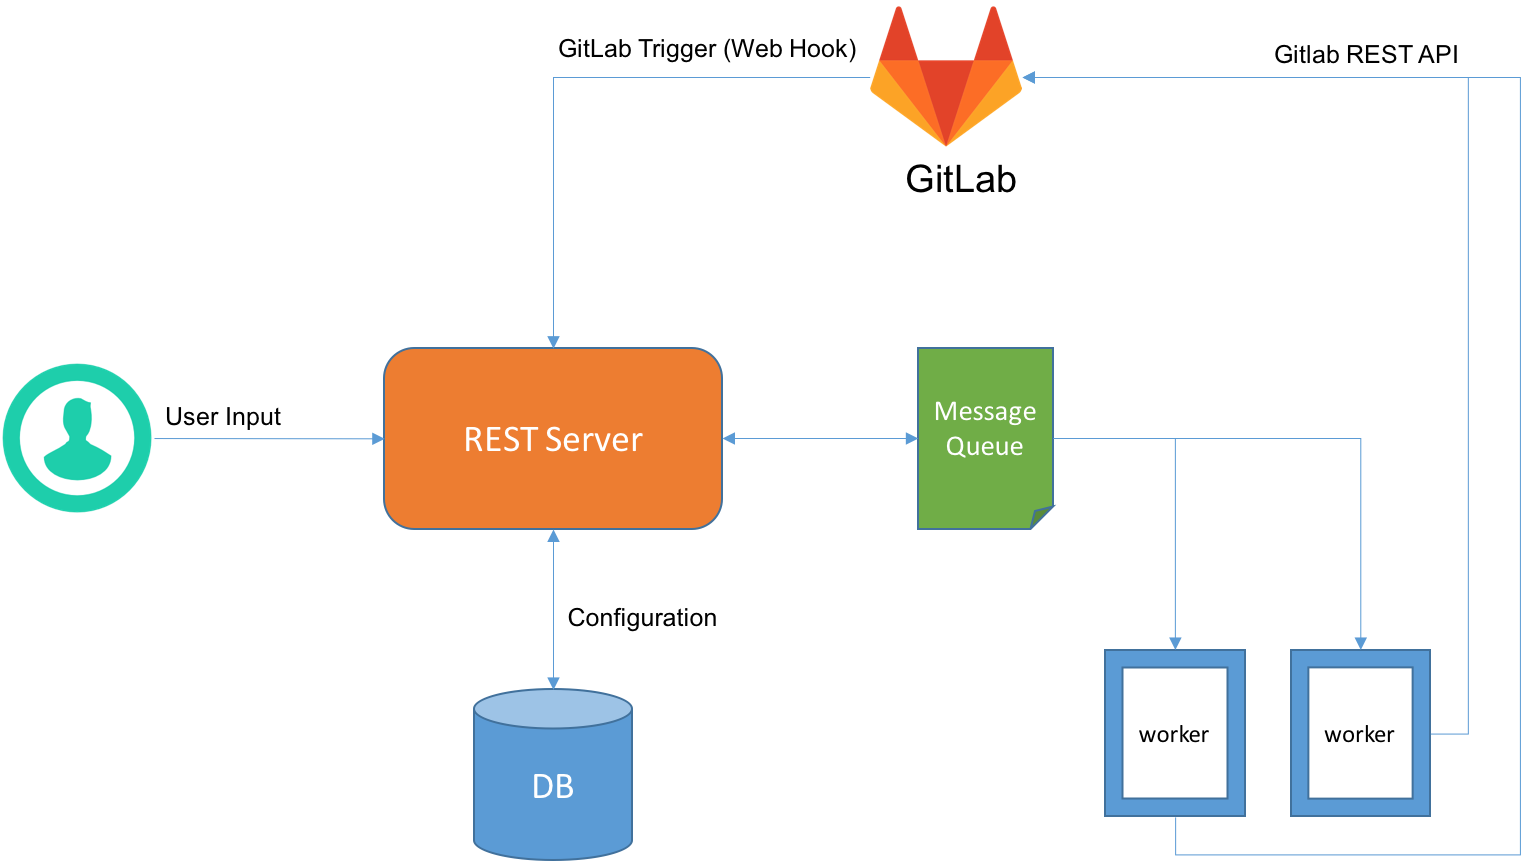 GitLab Trigger (Web Hook)
Gitlab REST API
GitLab
User Input
REST Server
Message
Queue
Configuration
DB
worker
worker